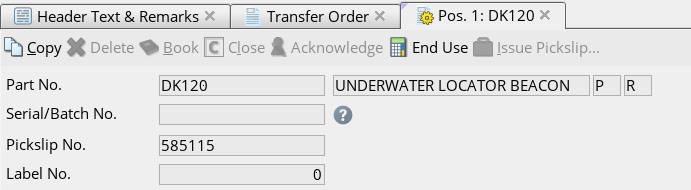 Header Text & Remarks Transfer Order Pos. 1: DK120
Copy Delete Book Close Acknowledge End Use Issue Pickslip...
Part No. DK120 UNDERWATER LOCATOR BEACON P R
Serial/Batch No.
Pickslip No. 585115
Label No. 0